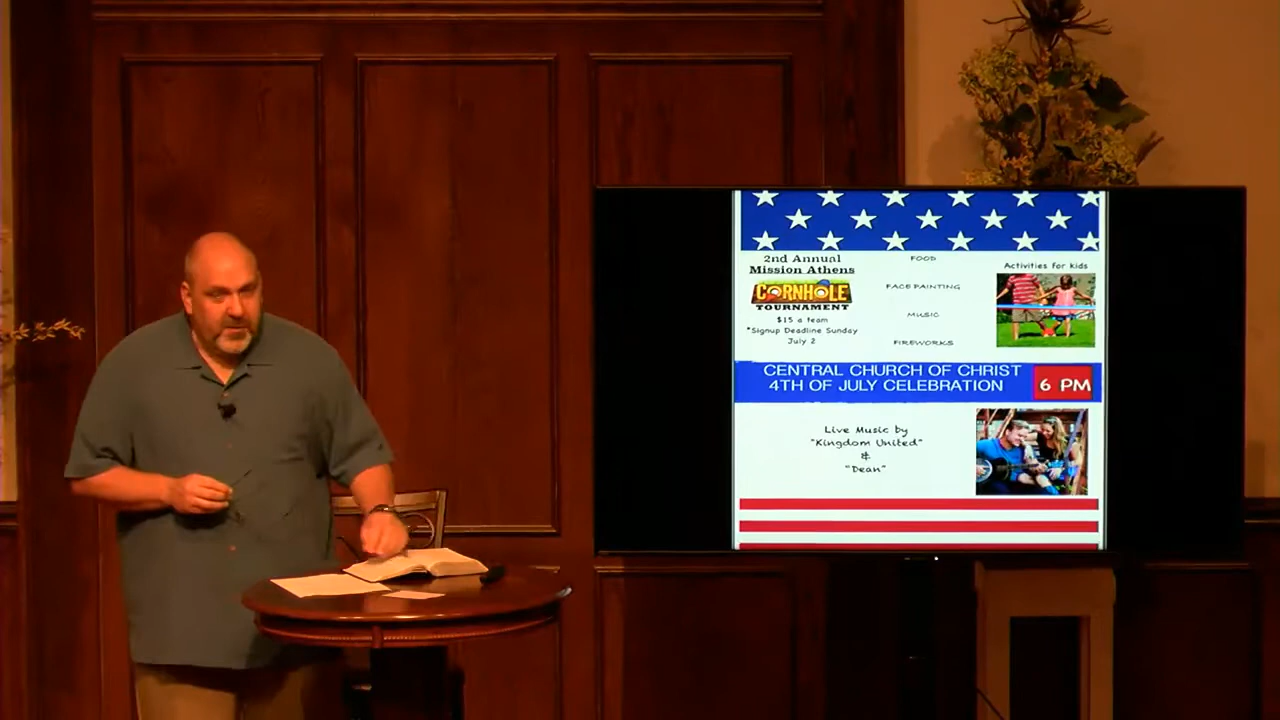 2nd Annual
Mission Athens
CORNHOLE
TOURNAMENT
$15 a team
*Signup Deadline Sunday
July 2
FOOD
FACE PAINTING
MUSIC
FIREWORKS
Activities for kids
CENTRAL CHURCH OF CHRIST
4TH OF JULY CELEBRATION
6 PM
Live Music by
"Kingdom United"
&
"Dean"